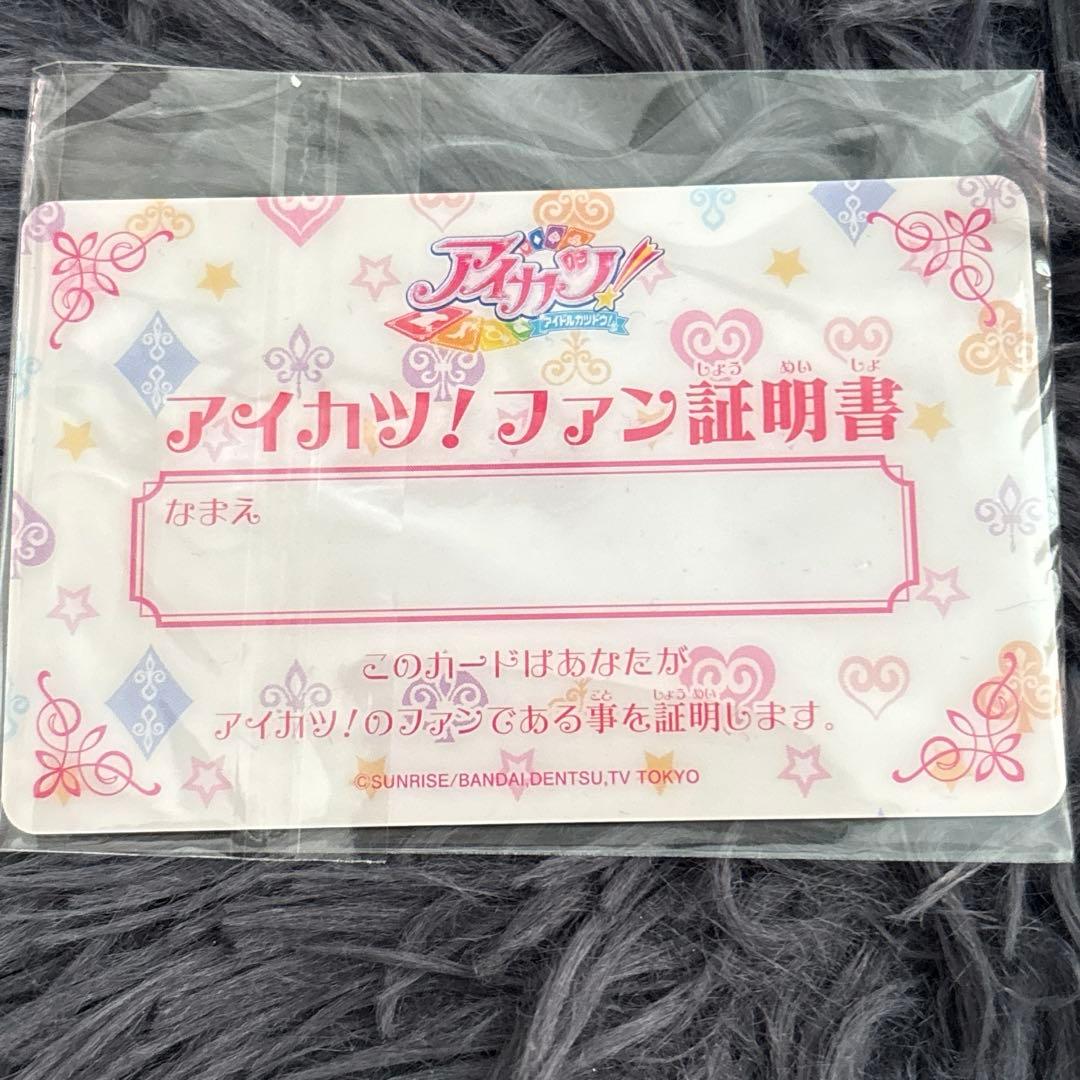 アイカツ!
アイドルカツドウ!
しょう めい しょ
アイカツ! ファン証明書
なまえ
このカードはあなたが
こと しょうめい
アイカツ!のファンである事を証明します。
©SUNRISE/BANDAI,DENTSU,TV TOKYO